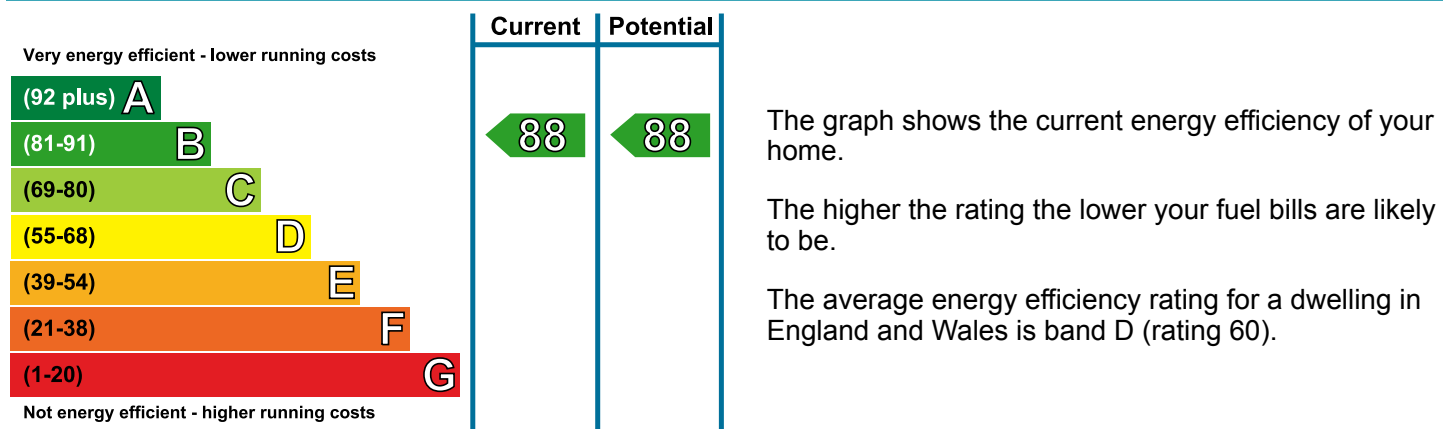 Current Potential
Very energy efficient - lower running costs
(92 plus) A
(81-91) B
88 88
(69-80) C
(55-68) D
(39-54) E
(21-38) F
(1-20) G
Not energy efficient - higher running costs
The graph shows the current energy efficiency of your
home.
The higher the rating the lower your fuel bills are likely
to be.
The average energy efficiency rating for a dwelling in
England and Wales is band D (rating 60).